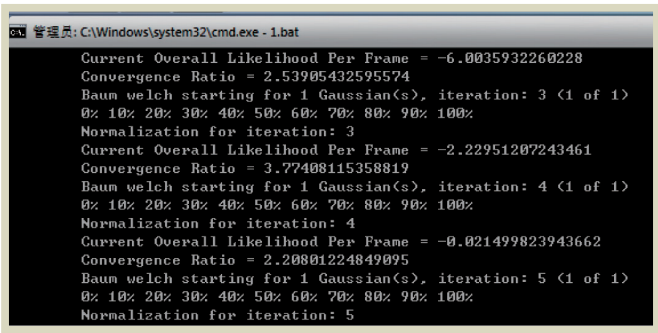 管理员: C:\Windows\system32\cmd.exe - 1.bat
Current Overall Likelihood Per Frame = -6.0035932260228
Convergence Ratio = 2.53905432595574
Baum welch starting for 1 Gaussian(s), iteration: 3 (1 of 1)
0% 10% 20% 30% 40% 50% 60% 70% 80% 90% 100%
Normalization for iteration: 3
Current Overall Likelihood Per Frame = -2.22951207243461
Convergence Ratio = 3.77408115358819
Baum welch starting for 1 Gaussian(s), iteration: 4 (1 of 1)
0% 10% 20% 30% 40% 50% 60% 70% 80% 90% 100%
Normalization for iteration: 4
Current Overall Likelihood Per Frame = -0.021499823943662
Convergence Ratio = 2.20801224849095
Baum welch starting for 1 Gaussian(s), iteration: 5 (1 of 1)
0% 10% 20% 30% 40% 50% 60% 70% 80% 90% 100%
Normalization for iteration: 5